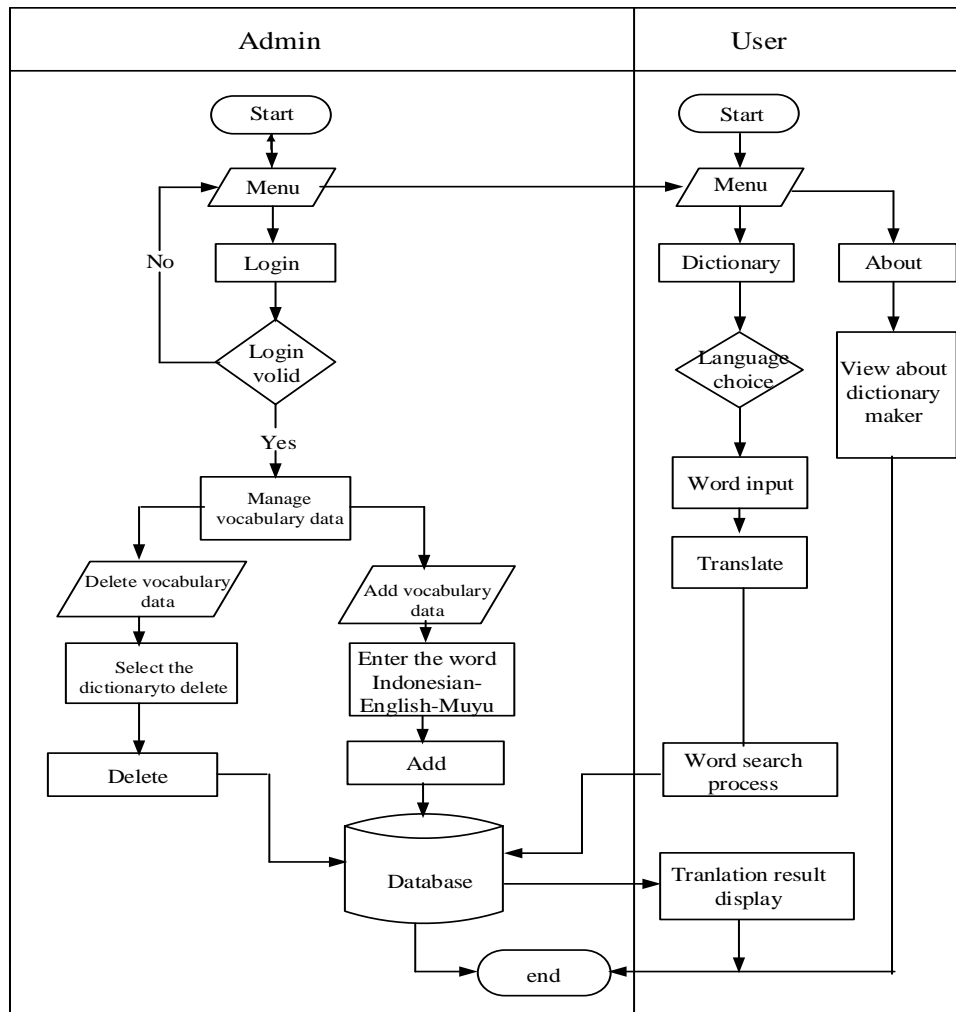 Admin
User
Start
Start
Menu
Menu
No
Login
Dictionary
About
Login
volid
Language
choice
View about
dictionary
maker
Yes
Manage
vocabulary data
Word input
Delete vocabulary
data
Add vocabulary
data
Translate
Select the
dictionaryto delete
Enter the word
Indonesian-
English-Muyu
Delete
Add
Word search
process
Database
Tranlation result
display
end